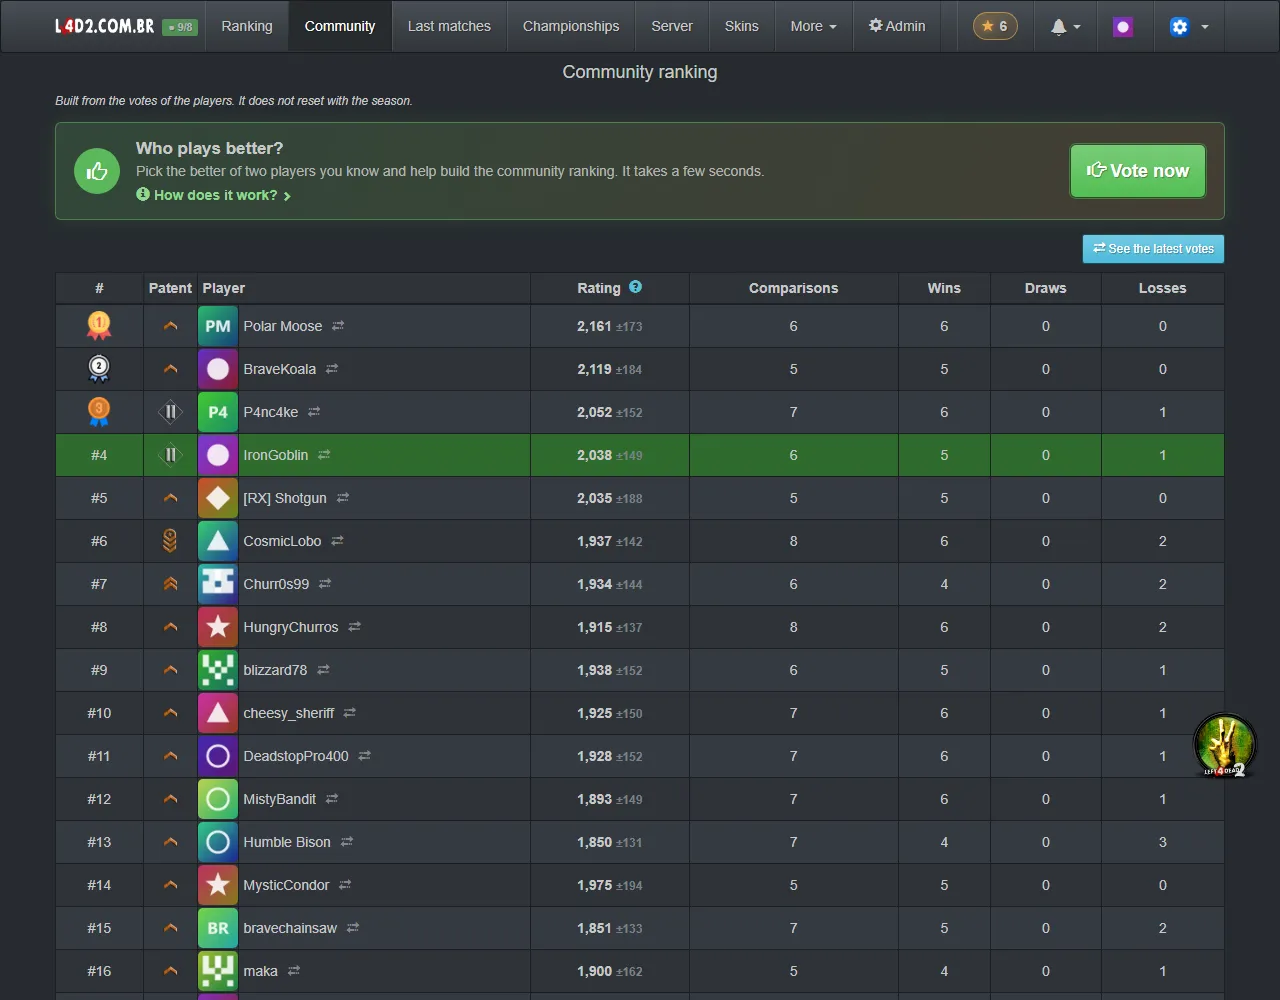 L4D2.COM.BR 9/8 Ranking Community Last matches Championships Server Skins More Admin 6
Community ranking
Built from the votes of the players. It does not reset with the season.
Who plays better?
Pick the better of two players you know and help build the community ranking. It takes a few seconds.
How does it work?
Vote now
See the latest votes
# Patent Player Rating ? Comparisons Wins Draws Losses
1 PM Polar Moose 2,161 ±173 6 6 0 0
2 BraveKoala 2,119 ±184 5 5 0 0
3 P4 P4nc4ke 2,052 ±152 7 6 0 1
#4 IronGoblin 2,038 ±149 6 5 0 1
#5 [RX] Shotgun 2,035 ±188 5 5 0 0
#6 CosmicLobo 1,937 ±142 8 6 0 2
#7 Churr0s99 1,934 ±144 6 4 0 2
#8 HungryChurros 1,915 ±137 8 6 0 2
#9 blizzard78 1,938 ±152 6 5 0 1
#10 cheesy_sheriff 1,925 ±150 7 6 0 1
#11 DeadstopPro400 1,928 ±152 7 6 0 1
LEFT 4 DEAD 2
#12 MistyBandit 1,893 ±149 7 6 0 1
#13 Humble Bison 1,850 ±131 7 4 0 3
#14 MysticCondor 1,975 ±194 5 5 0 0
#15 BR bravechainsaw 1,851 ±133 7 5 0 2
#16 maka 1,900 ±162 5 4 0 1